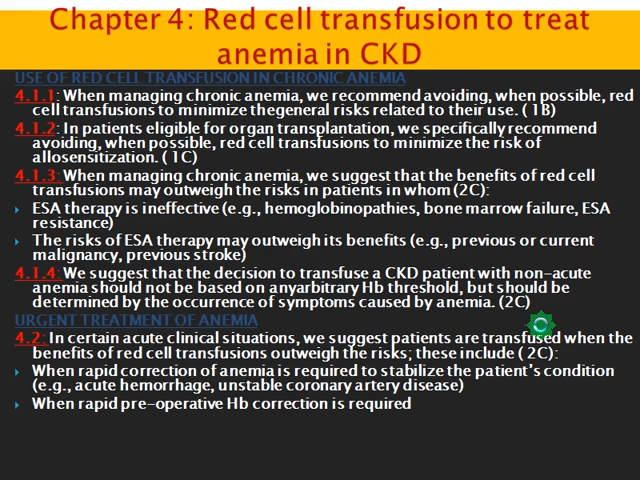 Chapter 4: Red cell transfusion to treat
anemia in CKD
USE OF RED CELL TRANSFUSION IN CHRONIC ANEMIA
4.1.1: When managing chronic anemia, we recommend avoiding, when possible, red
cell transfusions to minimize thegeneral risks related to their use. ( 1B)
4.1.2: In patients eligible for organ transplantation, we specifically recommend
avoiding, when possible, red cell transfusions to minimize the risk of
allosensitization. ( 1C)
4.1.3: When managing chronic anemia, we suggest that the benefits of red cell
transfusions may outweigh the risks in patients in whom (2C):
ESA therapy is ineffective (e.g., hemoglobinopathies, bone marrow failure, ESA
resistance)
The risks of ESA therapy may outweigh its benefits (e.g., previous or current
malignancy, previous stroke)
4.1.4: We suggest that the decision to transfuse a CKD patient with non-acute
anemia should not be based on anyarbitrary Hb threshold, but should be
determined by the occurrence of symptoms caused by anemia. (2C)
URGENT TREATMENT OF ANEMIA
4.2: In certain acute clinical situations, we suggest patients are transfused when the
benefits of red cell transfusions outweigh the risks; these include ( 2C):
When rapid correction of anemia is required to stabilize the patient's condition
(e.g., acute hemorrhage, unstable coronary artery disease)
When rapid pre-operative Hb correction is required